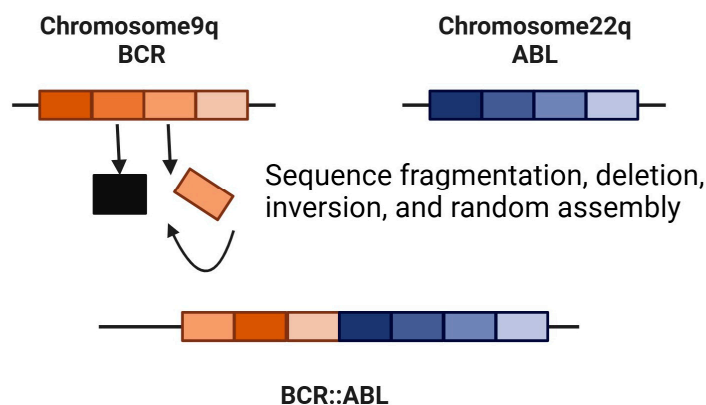 Chromosome9q
BCR
Chromosome22q
ABL
Sequence fragmentation, deletion,
inversion, and random assembly
BCR::ABL